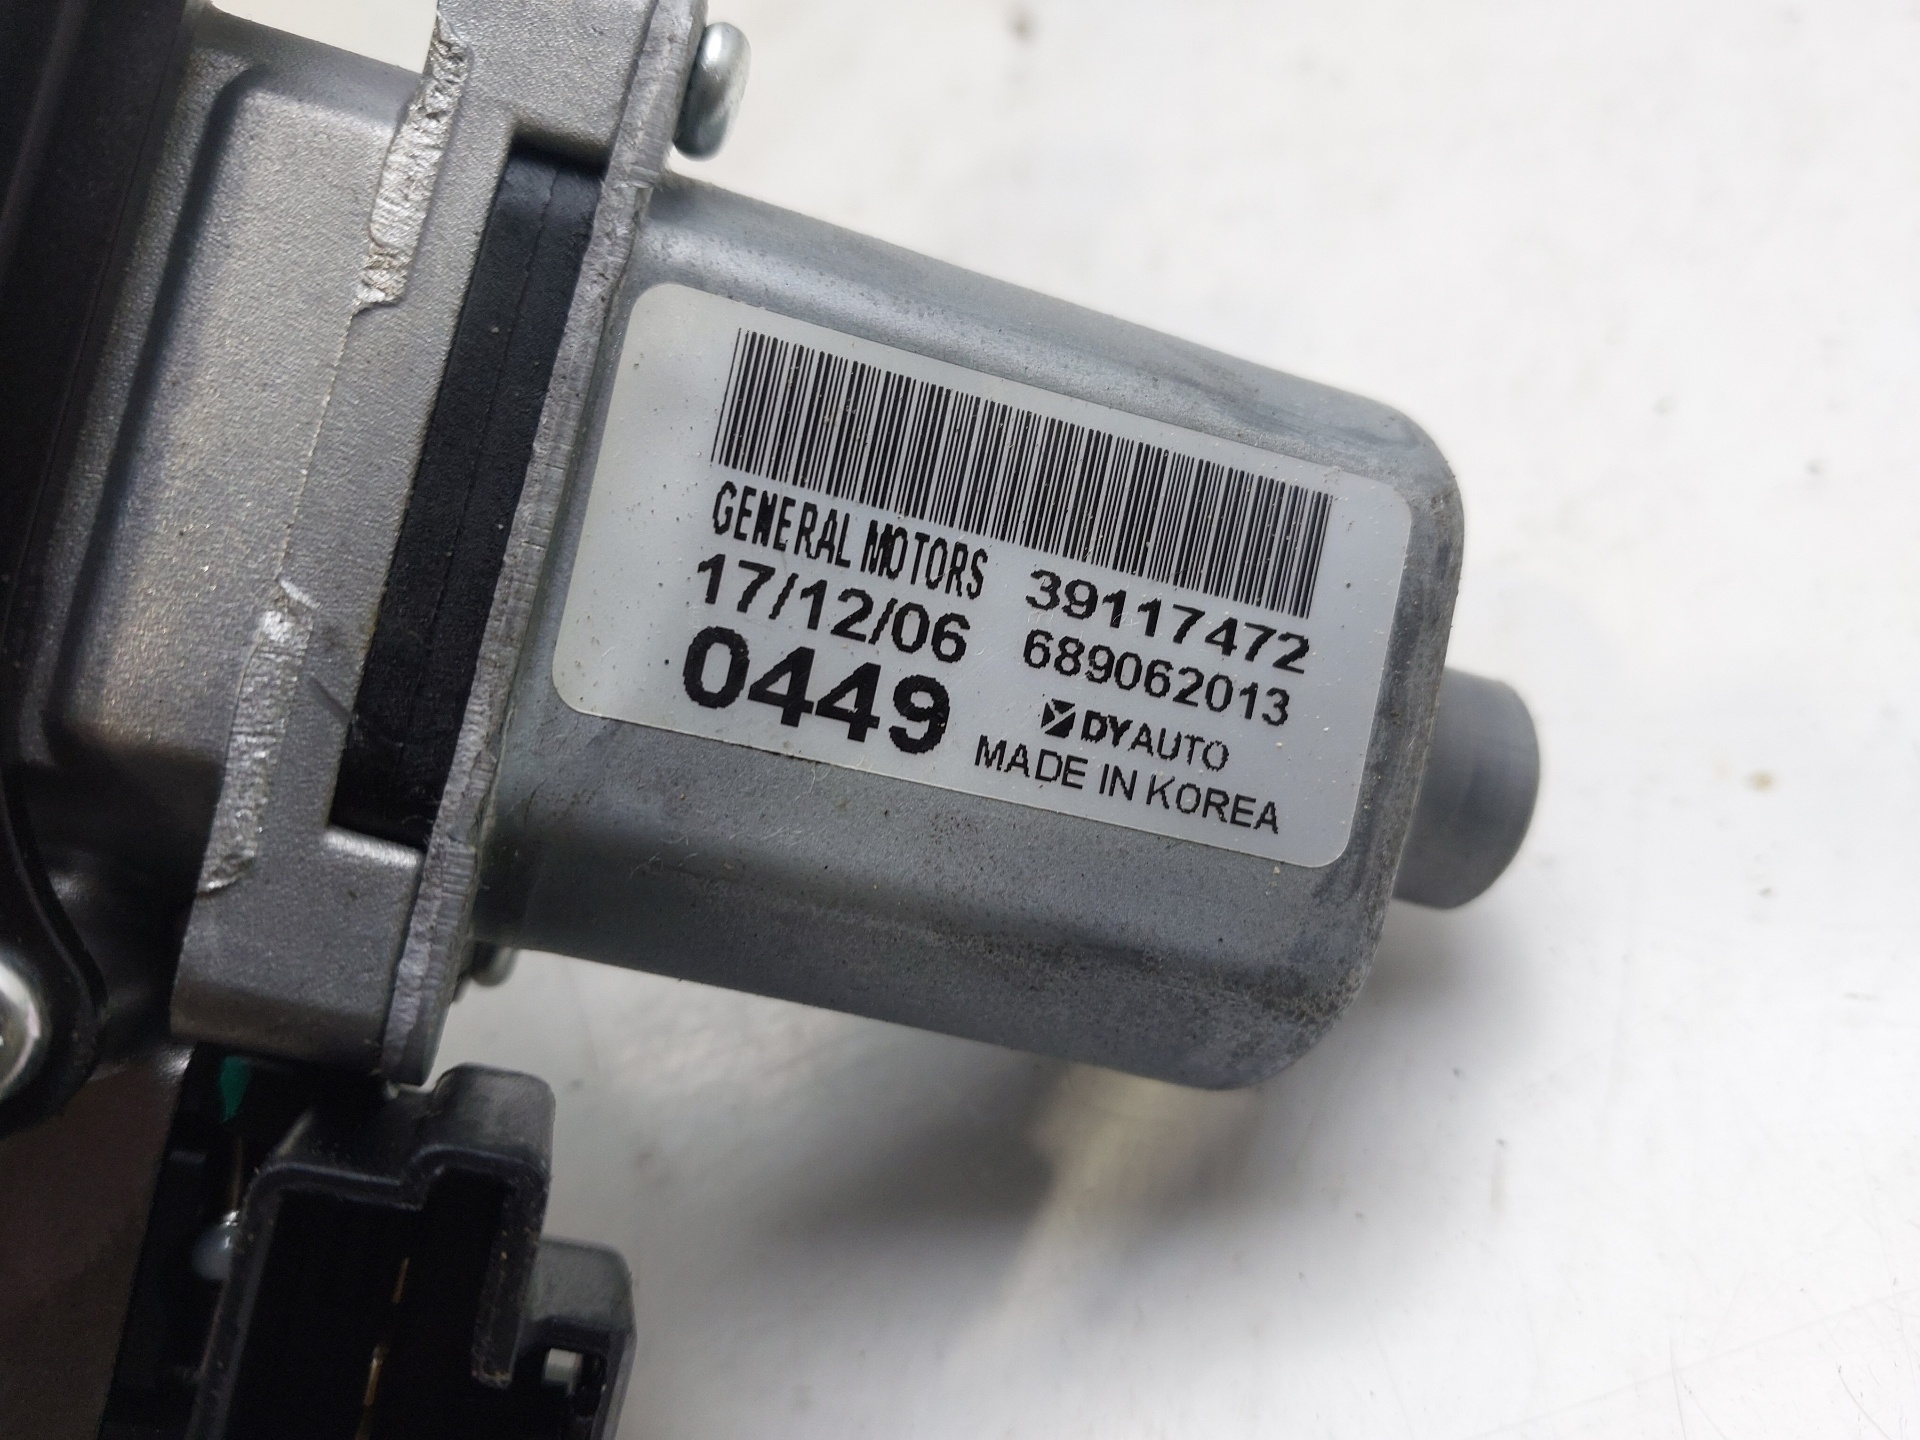 GENERAL MOTORS 39117472
17/12/06 689062013
0449 DYAUTO
MADE IN KOREA